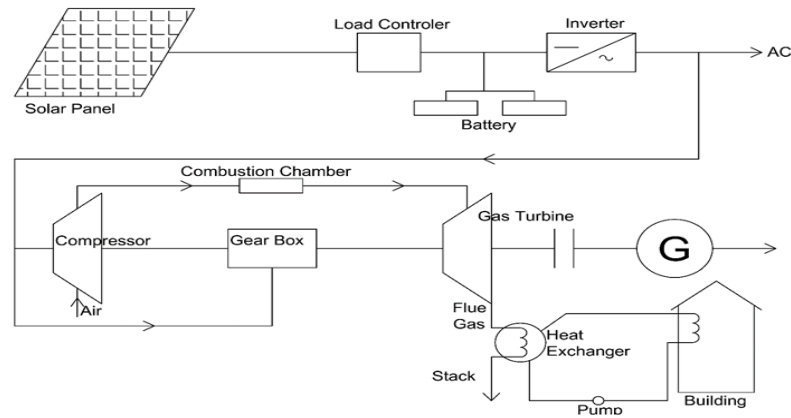 Load Controler
Inverter
AC
Solar Panel
Battery
Combustion Chamber
Compressor
Gear Box
Gas Turbine
G
Air
Flue
Gas
Heat
Exchanger
Stack
Pump
Building